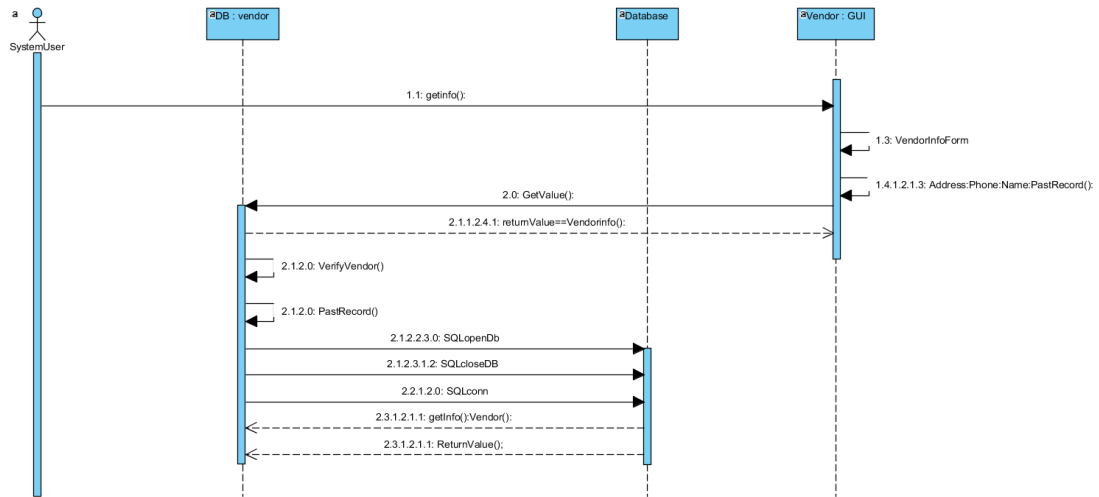 a
SystemUser
a
DB : vendor
a
Database
a
Vendor : GUI
1.1: getinfo():
1.3: VendorInfoForm
1.4.1.2.1.3: Address:Phone:Name:PastRecord():
2.0: GetValue():
2.1.1.2.4.1: returnValue==Vendorinfo():
2.1.2.0: VerifyVendor()
2.1.2.0: PastRecord()
2.1.2.2.3.0: SQLopenDb
2.1.2.3.1.2: SQLcloseDB
2.2.1.2.0: SQLconn
2.3.1.2.1.1: getInfo():Vendor():
2.3.1.2.1.1: ReturnValue();